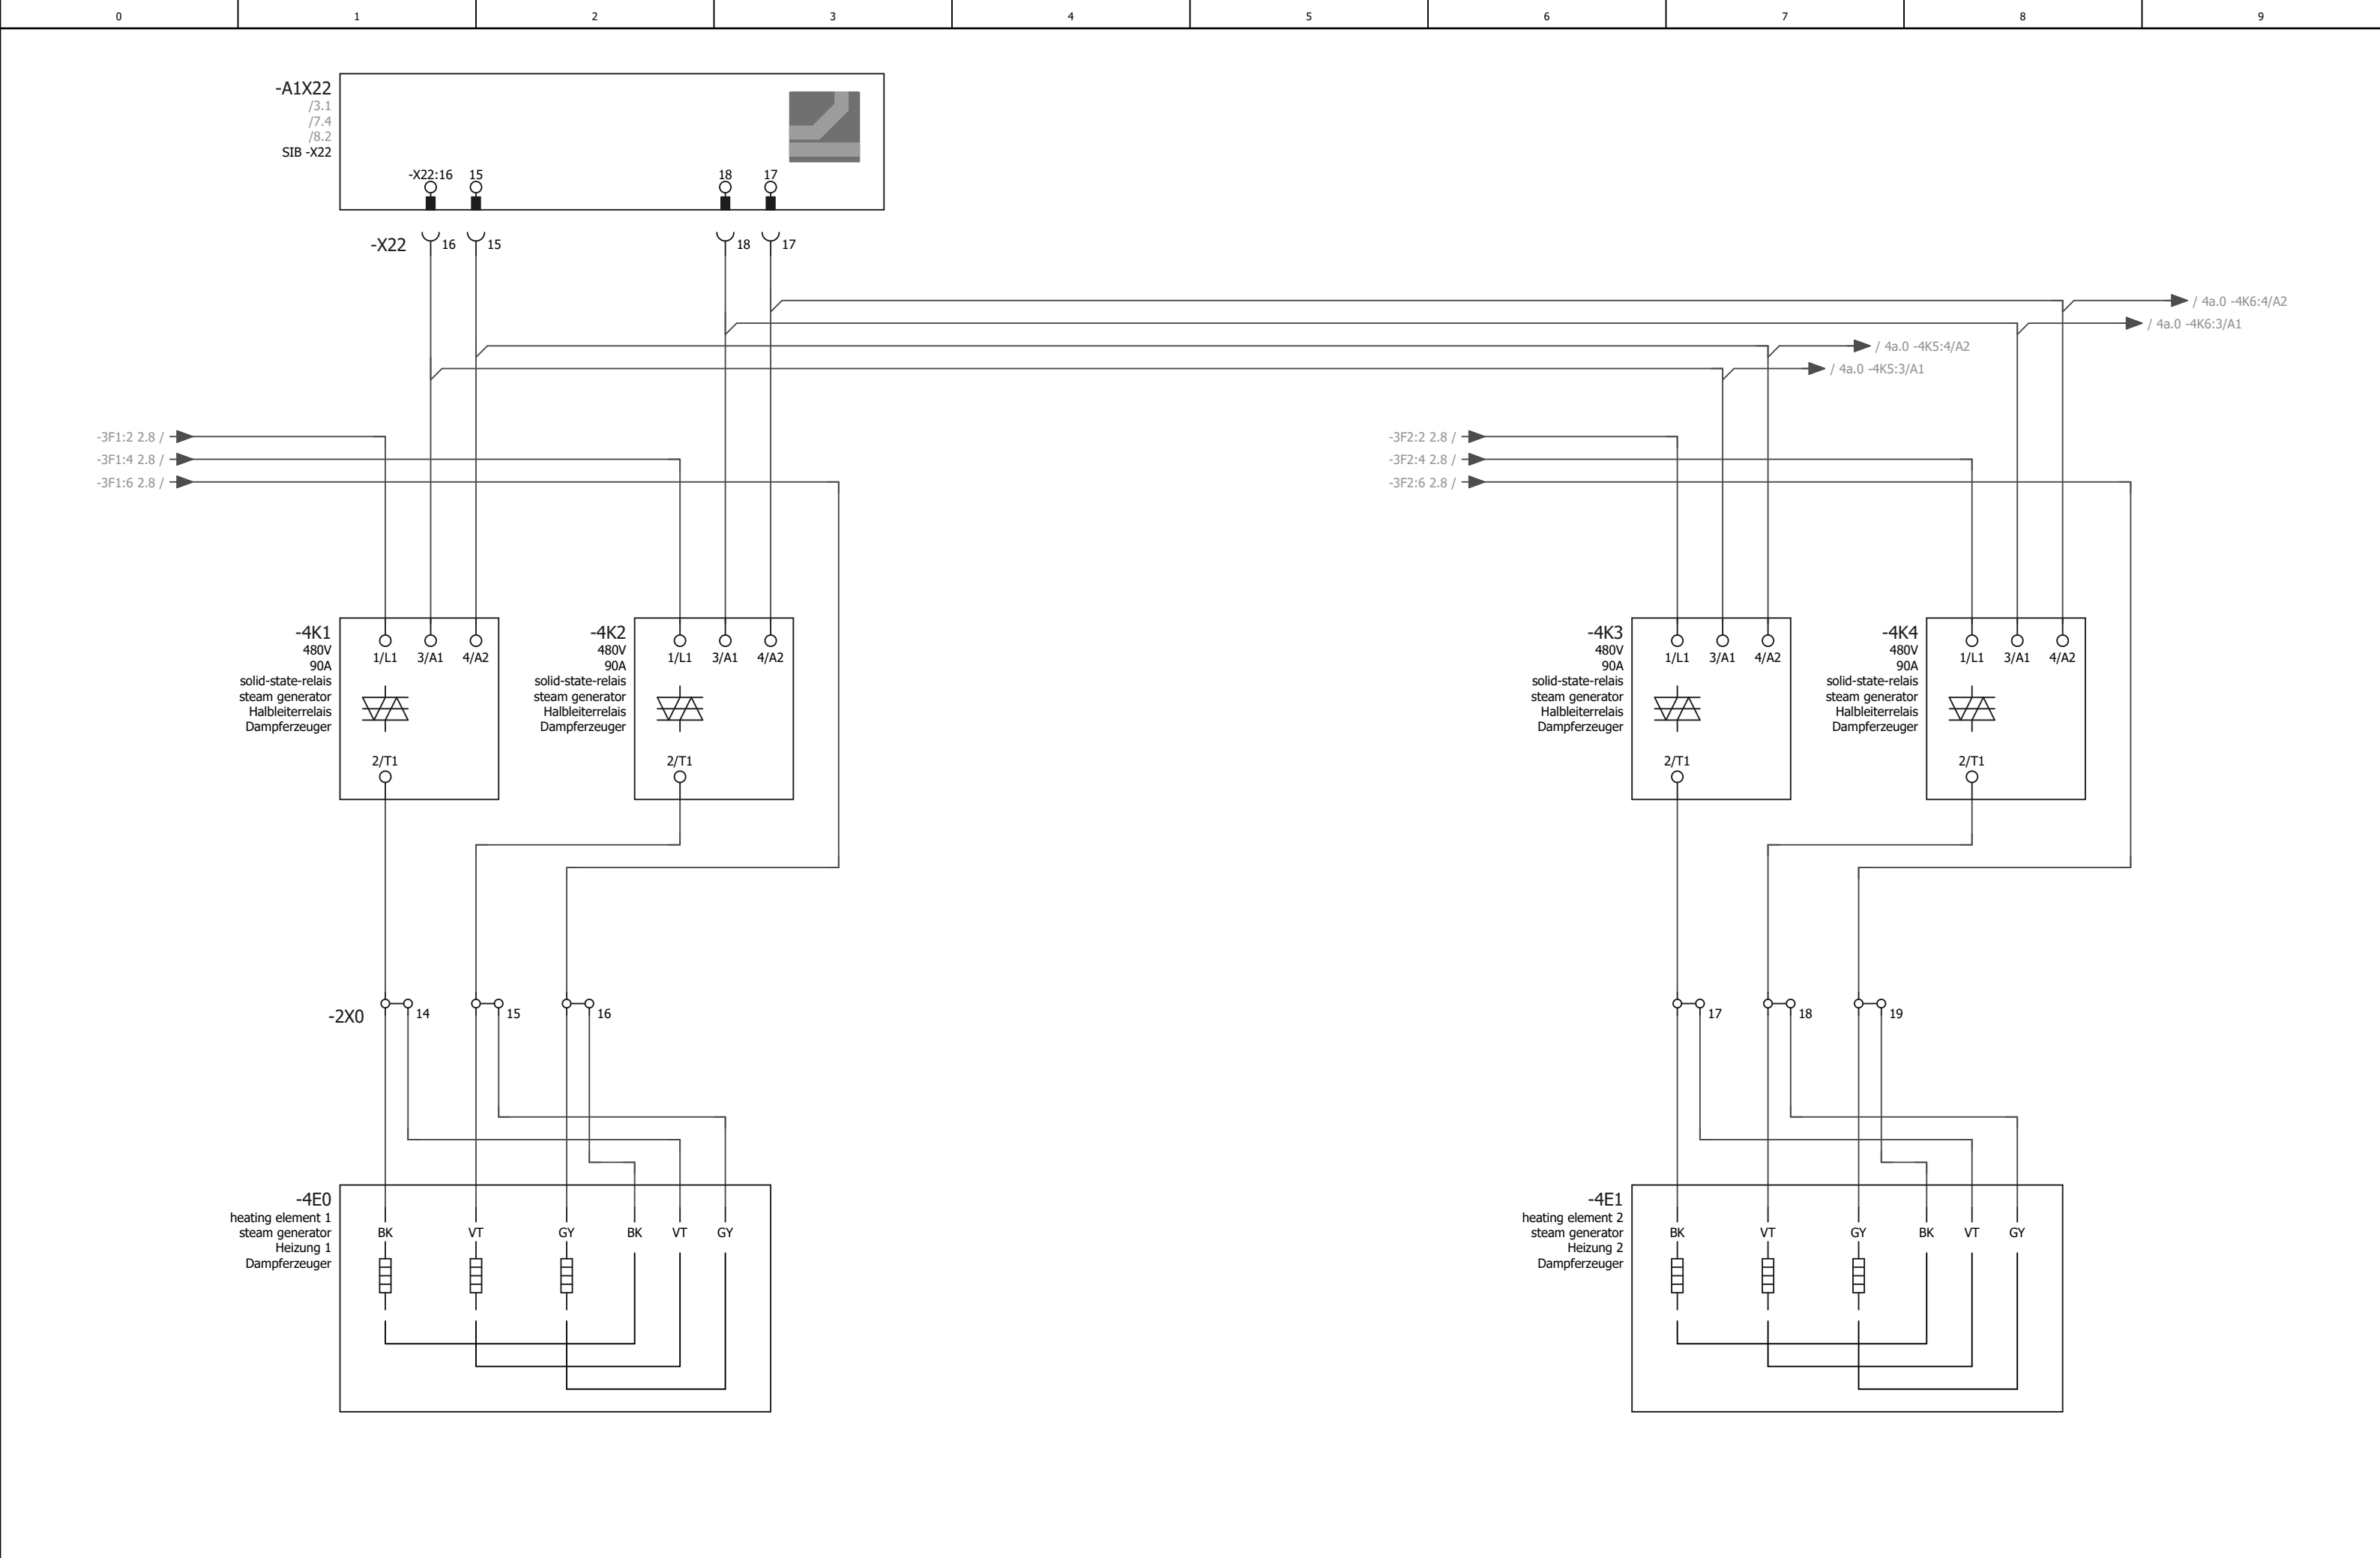 0 1 2 3 4 5 6 7 8 9
-A1X22
/3.1
/7.4
/8.2
SIB -X22
-X22:16 15 18 17
-X22 16 15 18 17
/ 4a.0 -4K6:4/A2
/ 4a.0 -4K6:3/A1
/ 4a.0 -4K5:4/A2
/ 4a.0 -4K5:3/A1
-3F1:2 2.8 /
-3F1:4 2.8 /
-3F1:6 2.8 /
-3F2:2 2.8 /
-3F2:4 2.8 /
-3F2:6 2.8 /
-4K1
480V
90A
solid-state-relais
steam generator
Halbleiterrelais
Dampferzeuger
1/L1 3/A1 4/A2
2/T1
-4K2
480V
90A
solid-state-relais
steam generator
Halbleiterrelais
Dampferzeuger
1/L1 3/A1 4/A2
2/T1
-4K3
480V
90A
solid-state-relais
steam generator
Halbleiterrelais
Dampferzeuger
1/L1 3/A1 4/A2
2/T1
-4K4
480V
90A
solid-state-relais
steam generator
Halbleiterrelais
Dampferzeuger
1/L1 3/A1 4/A2
2/T1
-2X0 14 15 16 17 18 19
-4E0
heating element 1
steam generator
Heizung 1
Dampferzeuger
BK VT GY BK VT GY
-4E1
heating element 2
steam generator
Heizung 2
Dampferzeuger
BK VT GY BK VT GY